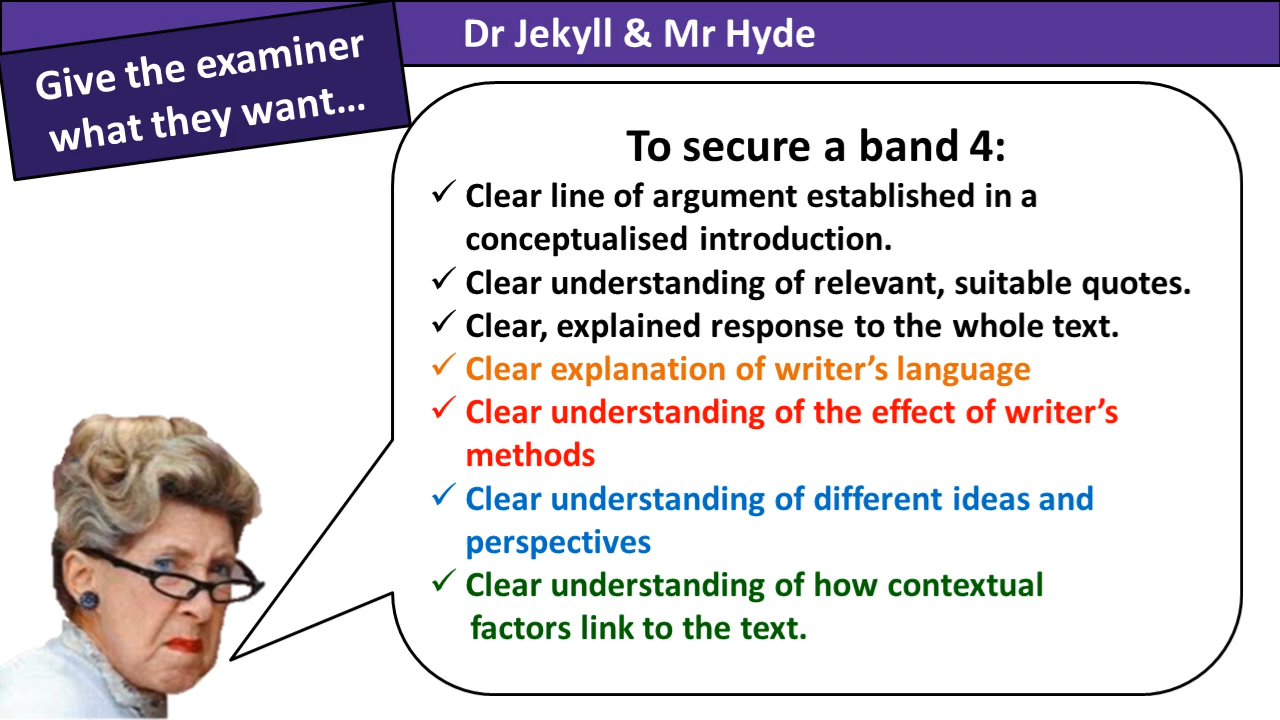 Dr Jekyll & Mr Hyde
Give the examiner
what they want...
To secure a band 4:
✓ Clear line of argument established in a
conceptualised introduction.
✓ Clear understanding of relevant, suitable quotes.
✓ Clear, explained response to the whole text.
✓ Clear explanation of writer's language
✓ Clear understanding of the effect of writer's
methods
✓ Clear understanding of different ideas and
perspectives
✓ Clear understanding of how contextual
factors link to the text.